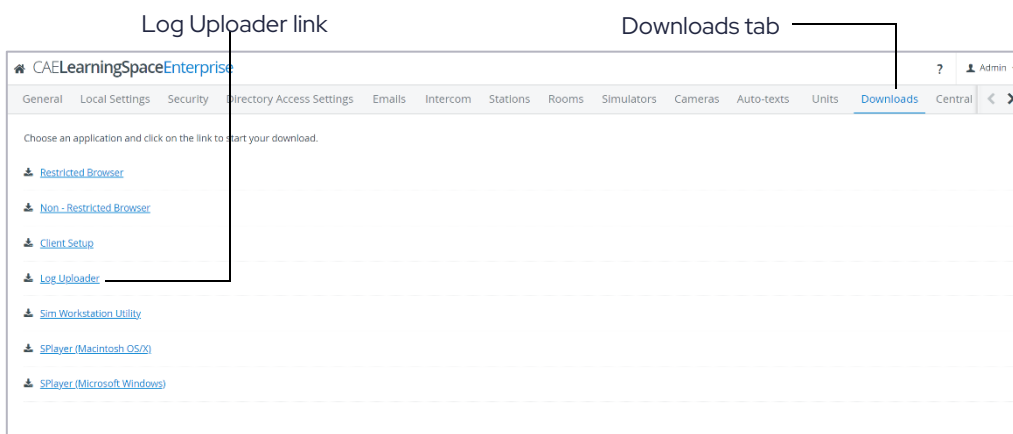 Log Uploader link
Downloads tab
CAELearningSpaceEnterprise
? Admin
General Local Settings Security Directory Access Settings Emails Intercom Stations Rooms Simulators Cameras Auto-texts Units Downloads Central
Choose an application and click on the link to start your download.
Restricted Browser
Non - Restricted Browser
Client Setup
Log Uploader
Sim Workstation Utility
SPlayer (Macintosh OS/X)
SPlayer (Microsoft Windows)